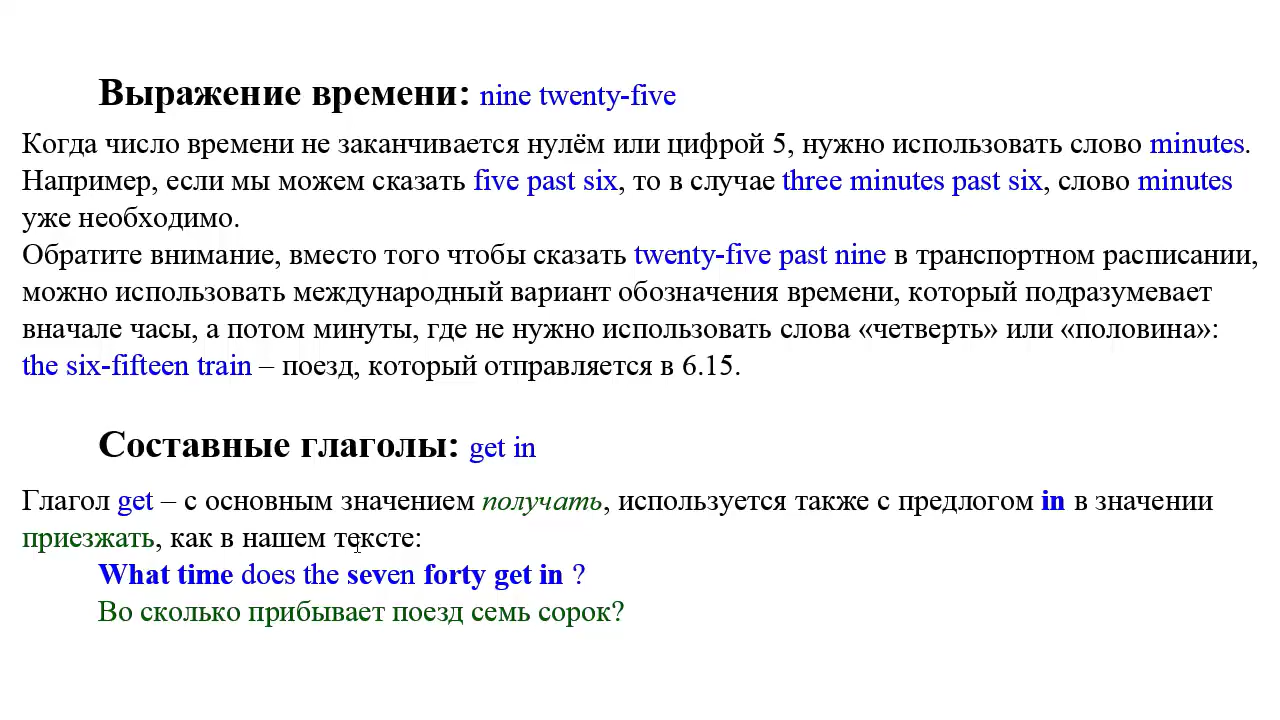 Выражение времени: nine twenty-five
Когда число времени не заканчивается нулём или цифрой 5, нужно использовать слово minutes.
Например, если мы можем сказать five past six, то в случае three minutes past six, слово minutes
уже необходимо.
Обратите внимание, вместо того чтобы сказать twenty-five past nine в транспортном расписании,
можно использовать международный вариант обозначения времени, который подразумевает
вначале часы, а потом минуты, где не нужно использовать слова «четверть» или «половина»:
the six-fifteen train – поезд, который отправляется в 6.15.
Составные глаголы: get in
Глагол get – с основным значением получать, используется также с предлогом in в значении
приезжать, как в нашем тексте:
What time does the seven forty get in ?
Во сколько прибывает поезд семь сорок?